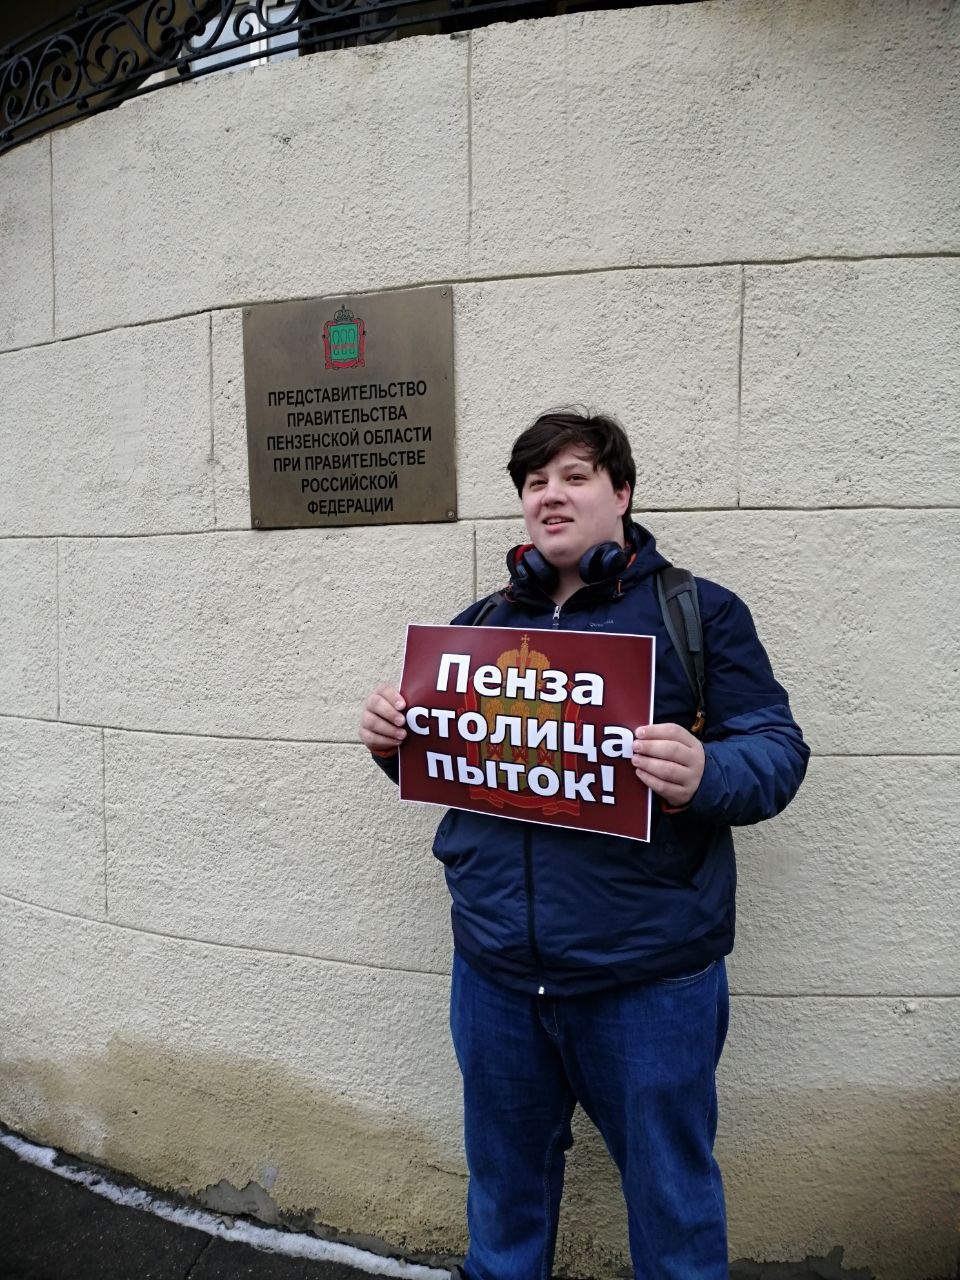 ПРЕДСТАВИТЕЛЬСТВО
ПРАВИТЕЛЬСТВА
ПЕНЗЕНСКОЙ ОБЛАСТИ
ПРИ ПРАВИТЕЛЬСТВЕ
РОССИЙСКОЙ
ФЕДЕРАЦИИ
Пенза
столица
пыток!